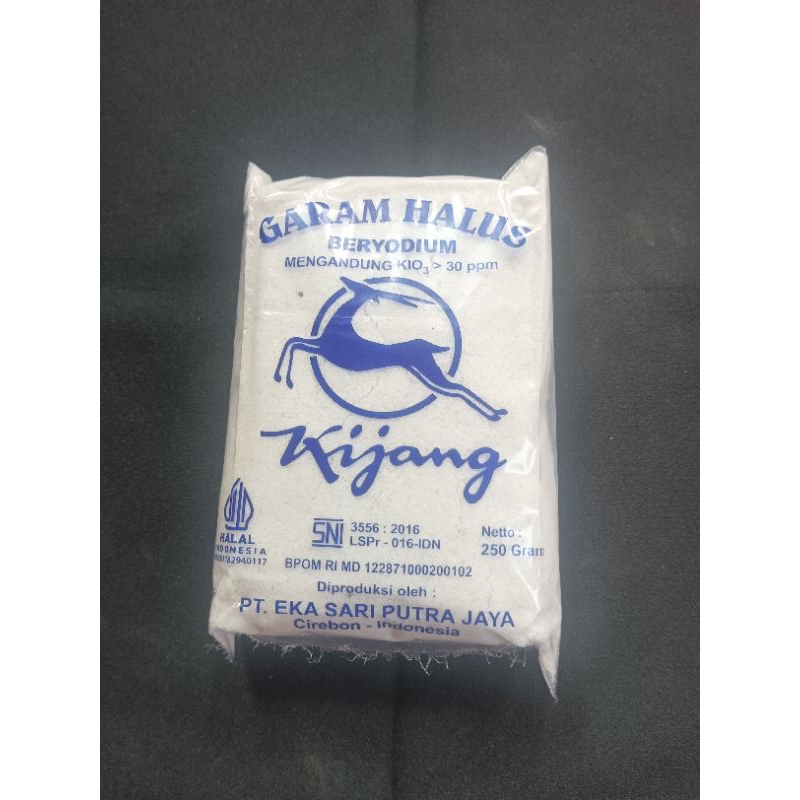 GARAM HALUS
BERYODIUM
MENGANDUNG KIO3 > 30 ppm
Kijang
HALAL
INDONESIA
SNI
3556 : 2016
LSPr - 016-IDN
Netto :
250 Gram
BPOM RI MD 122871000200102
Diproduksi oleh :
PT. EKA SARI PUTRA JAYA
Cirebon - Indonesia